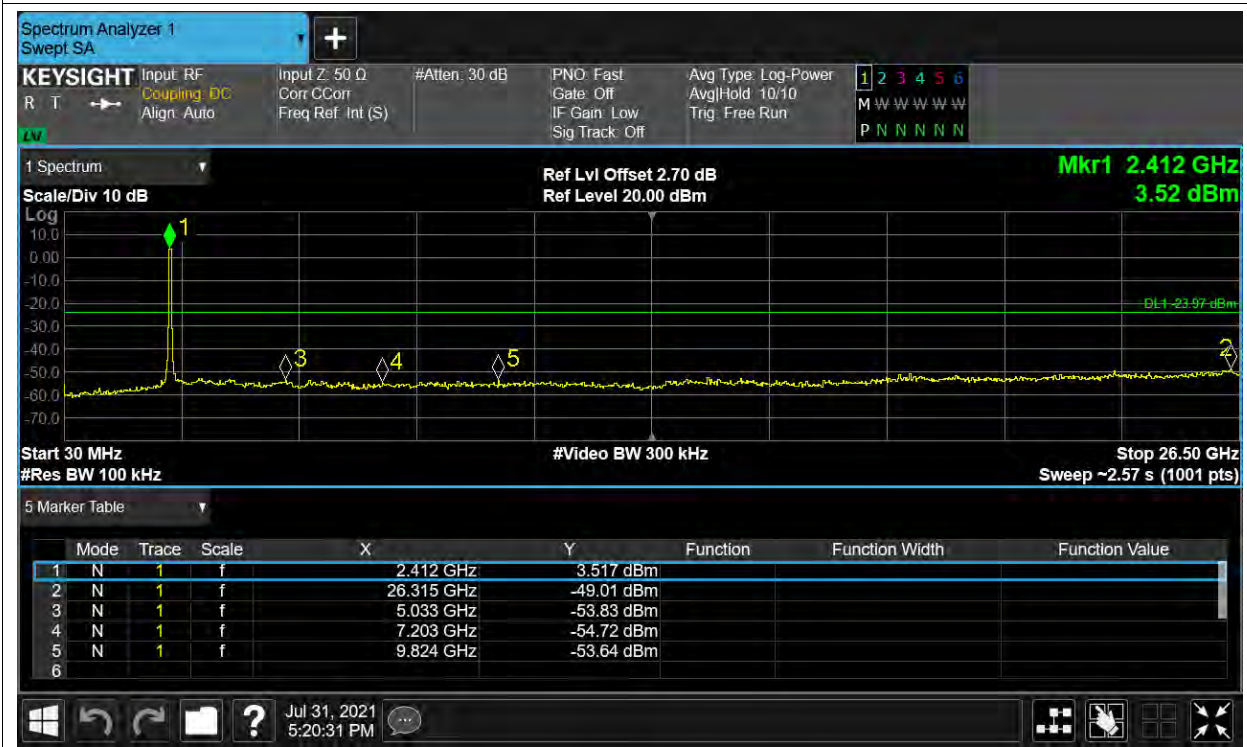 Spectrum Analyzer 1
Swept SA
KEYSIGHT Input: RF Input Z: 50 Ω #Atten: 30 dB PNO: Fast Avg Type: Log-Power 1 2 3 4 5 6
R T Coupling: DC Corr CCorr Gate: Off Avg|Hold: 10/10 M W W W W W
Align: Auto Freq Ref: Int (S) IF Gain: Low Trig: Free Run
LV Sig Track: Off P N N N N N
1 Spectrum Ref Lvl Offset 2.70 dB Mkr1 2.412 GHz
Scale/Div 10 dB Ref Level 20.00 dBm 3.52 dBm
Log
10.0 1
0.00
-10.0
-20.0 DL1 -23.97 dBm
-30.0
-40.0 3 4 5 2
-50.0
-60.0
-70.0
Start 30 MHz #Video BW 300 kHz Stop 26.50 GHz
#Res BW 100 kHz Sweep ~2.57 s (1001 pts)
5 Marker Table
Mode Trace Scale X Y Function Function Width Function Value
1 N 1 f 2.412 GHz 3.517 dBm
2 N 1 f 26.315 GHz -49.01 dBm
3 N 1 f 5.033 GHz -53.83 dBm
4 N 1 f 7.203 GHz -54.72 dBm
5 N 1 f 9.824 GHz -53.64 dBm
6
Jul 31, 2021
5:20:31 PM